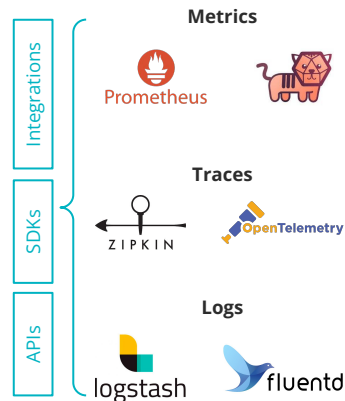 Metrics
Integrations
Prometheus
Traces
SDKs
ZIPKIN
OpenTelemetry
Logs
APIs
logstash
fluentd